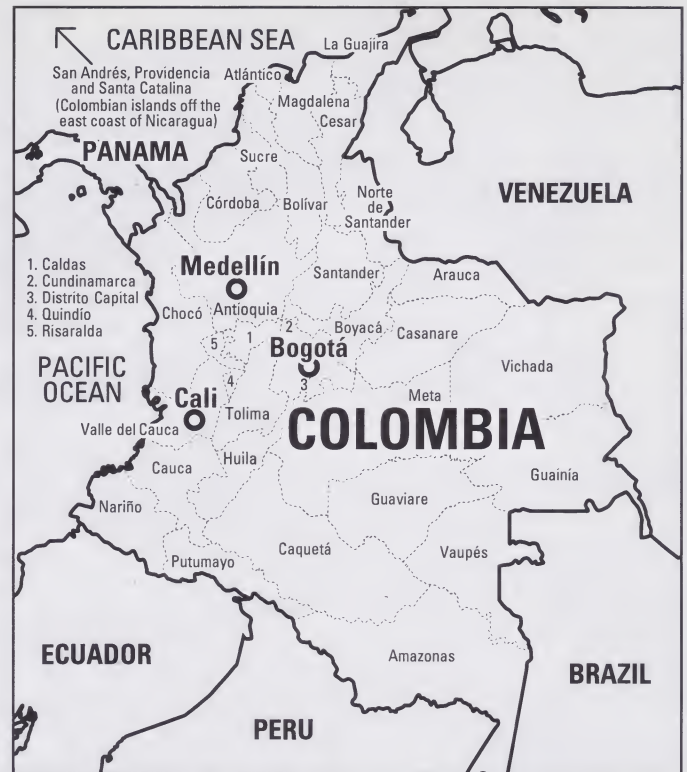 CARIBBEAN SEA
La Guajira
San Andrés, Providencia
and Santa Catalina
(Colombian islands off the
east coast of Nicaragua)
Atlántico
Magdalena
Cesar
PANAMA
Sucre
VENEZUELA
Córdoba
Bolívar
Norte
de
Santander
1. Caldas
2. Cundinamarca
3. Distrito Capital
4. Quindío
5. Risaralda
Medellín
Santander
Arauca
Chocó
Antioquia
2
Boyacá
Casanare
5
1
Bogotá
Vichada
PACIFIC
OCEAN
4
3
Meta
Cali
Tolima
COLOMBIA
Valle del Cauca
Cauca
Huila
Guainía
Nariño
Guaviare
Putumayo
Caquetá
Vaupés
ECUADOR
Amazonas
BRAZIL
PERU